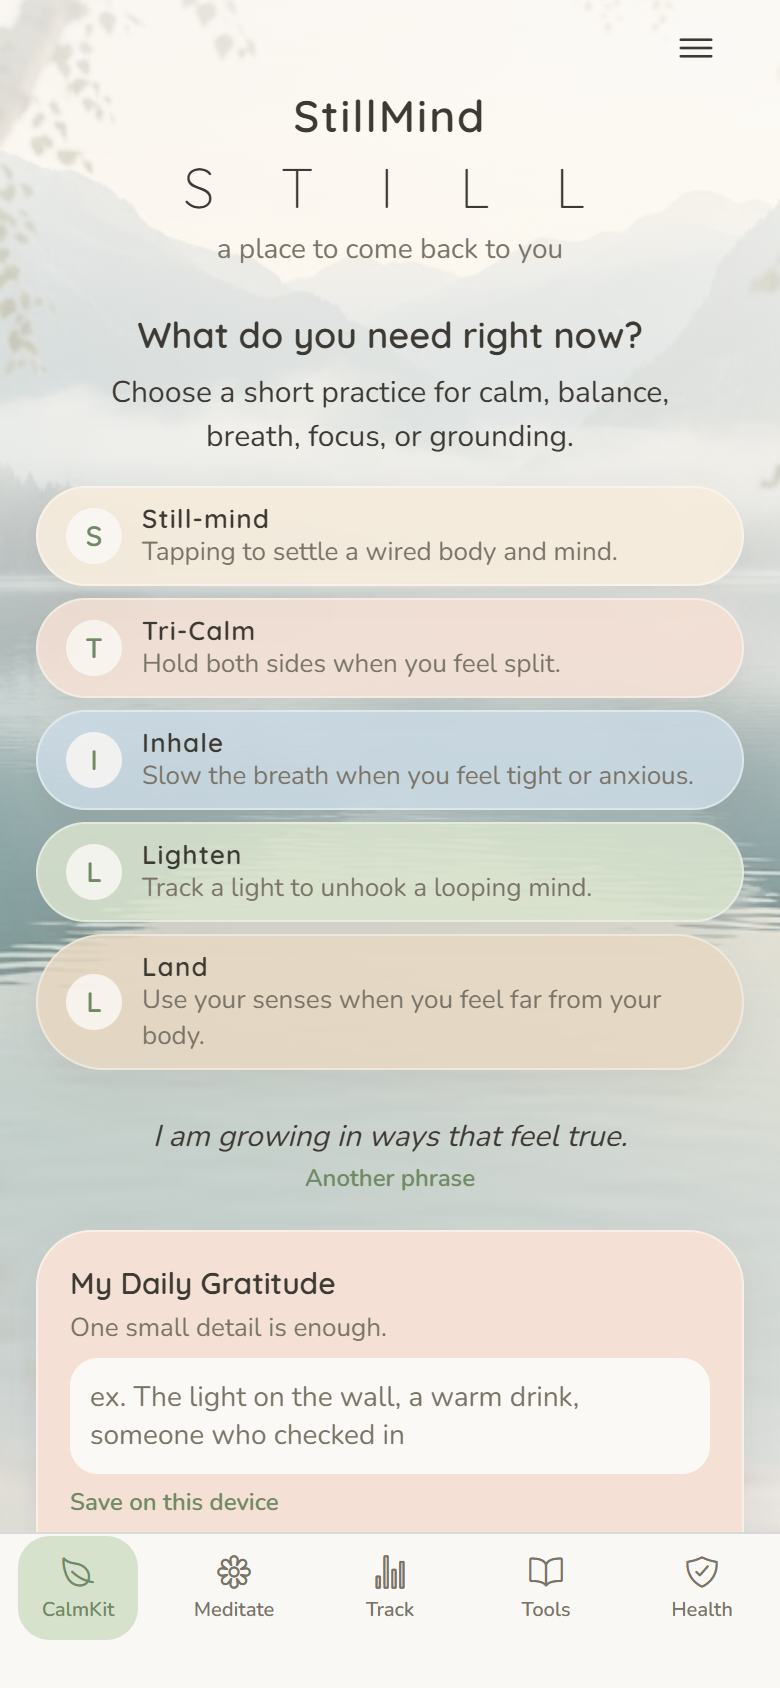 StillMind
S T I L L
a place to come back to you
What do you need right now?
Choose a short practice for calm, balance,
breath, focus, or grounding.
S
Still-mind
Tapping to settle a wired body and mind.
T
Tri-Calm
Hold both sides when you feel split.
I
Inhale
Slow the breath when you feel tight or anxious.
L
Lighten
Track a light to unhook a looping mind.
L
Land
Use your senses when you feel far from your
body.
I am growing in ways that feel true.
Another phrase
My Daily Gratitude
One small detail is enough.
ex. The light on the wall, a warm drink,
someone who checked in
Save on this device
CalmKit
Meditate
Track
Tools
Health